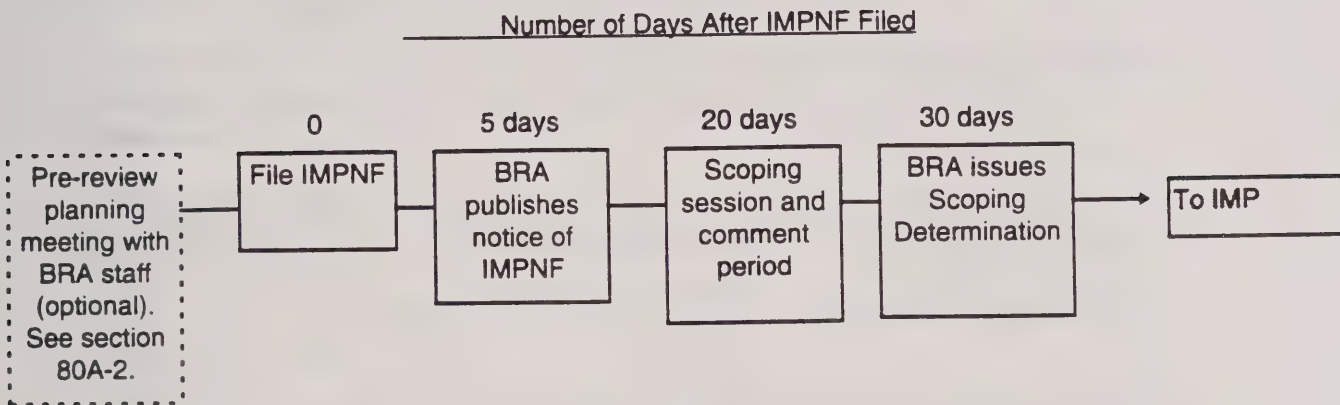 Number of Days After IMPNF Filed
Pre-review
planning
meeting with
BRA staff
(optional).
See section
80A-2.
0
File IMPNF
5 days
BRA
publishes
notice of
IMPNF
20 days
Scoping
session and
comment
period
30 days
BRA issues
Scoping
Determination
To IMP